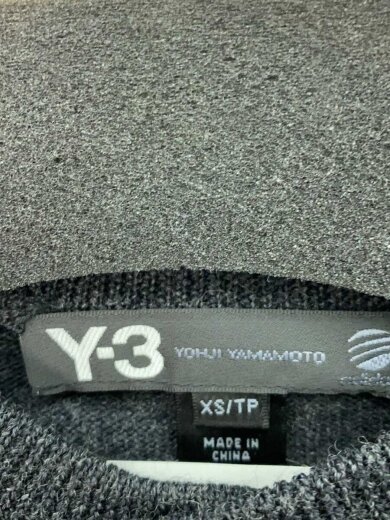 Y-3 YOHJI YAMAMOTO
XS/TP
MADE IN
CHINA